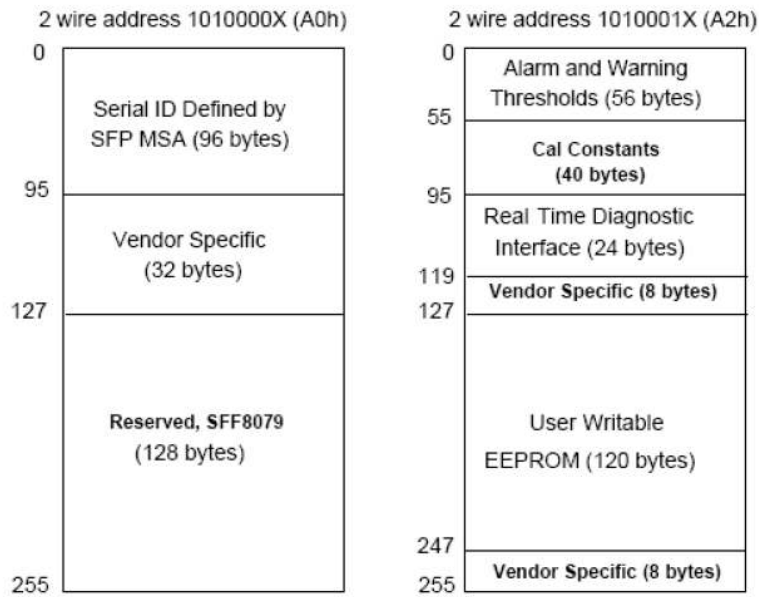 2 wire address 1010000X (A0h)
0
Serial ID Defined by
SFP MSA (96 bytes)
95
Vendor Specific
(32 bytes)
127
Reserved, SFF8079
(128 bytes)
255
2 wire address 1010001X (A2h)
0
Alarm and Warning
Thresholds (56 bytes)
55
Cal Constants
(40 bytes)
95
Real Time Diagnostic
Interface (24 bytes)
119
Vendor Specific (8 bytes)
127
User Writable
EEPROM (120 bytes)
247
Vendor Specific (8 bytes)
255